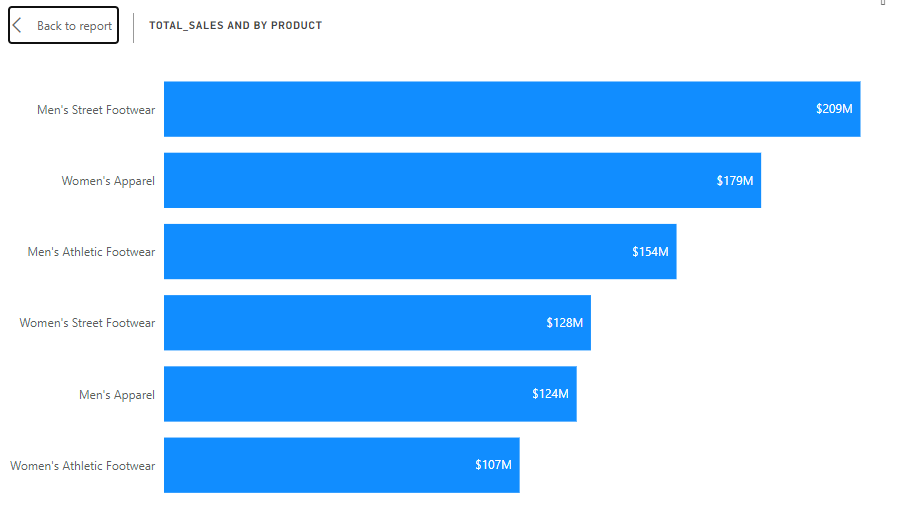 Back to report
TOTAL_SALES AND BY PRODUCT
Men's Street Footwear $209M
Women's Apparel $179M
Men's Athletic Footwear $154M
Women's Street Footwear $128M
Men's Apparel $124M
Women's Athletic Footwear $107M